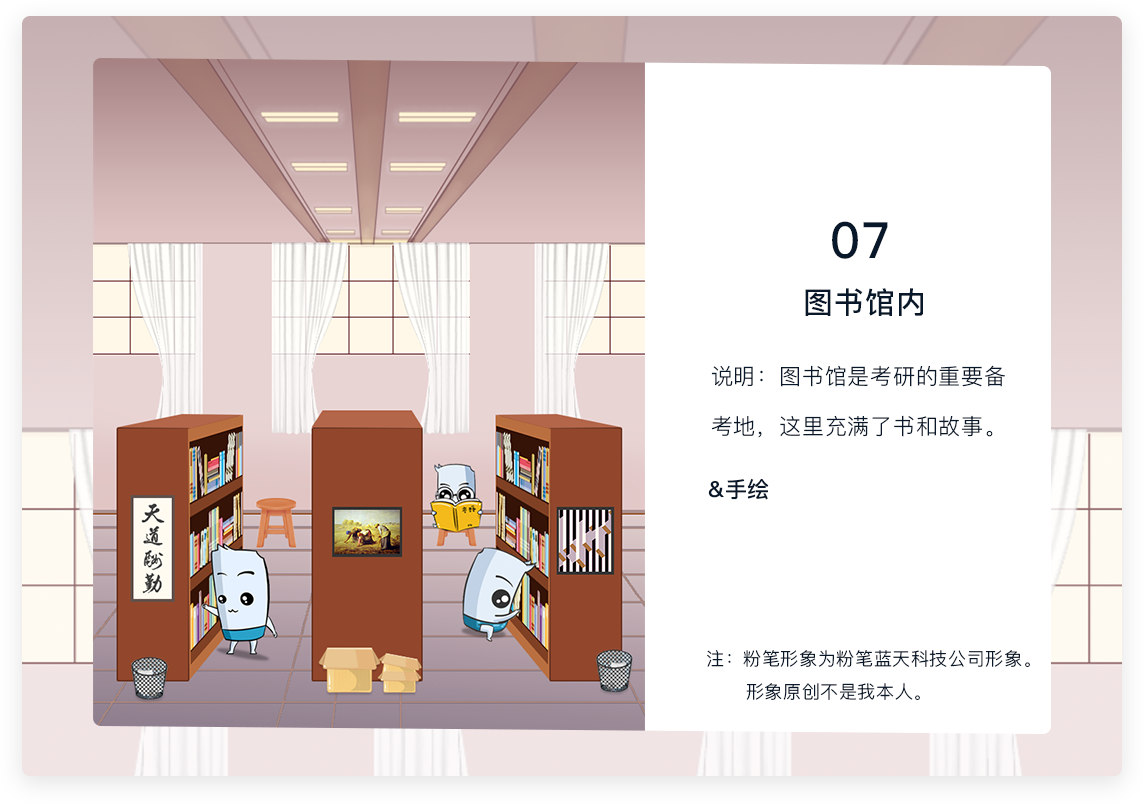 07
图书馆内
说明：图书馆是考研的重要备
考地，这里充满了书和故事。
&手绘
注：粉笔形象为粉笔蓝天科技公司形象。
形象原创不是我本人。
天
道
酬
勤